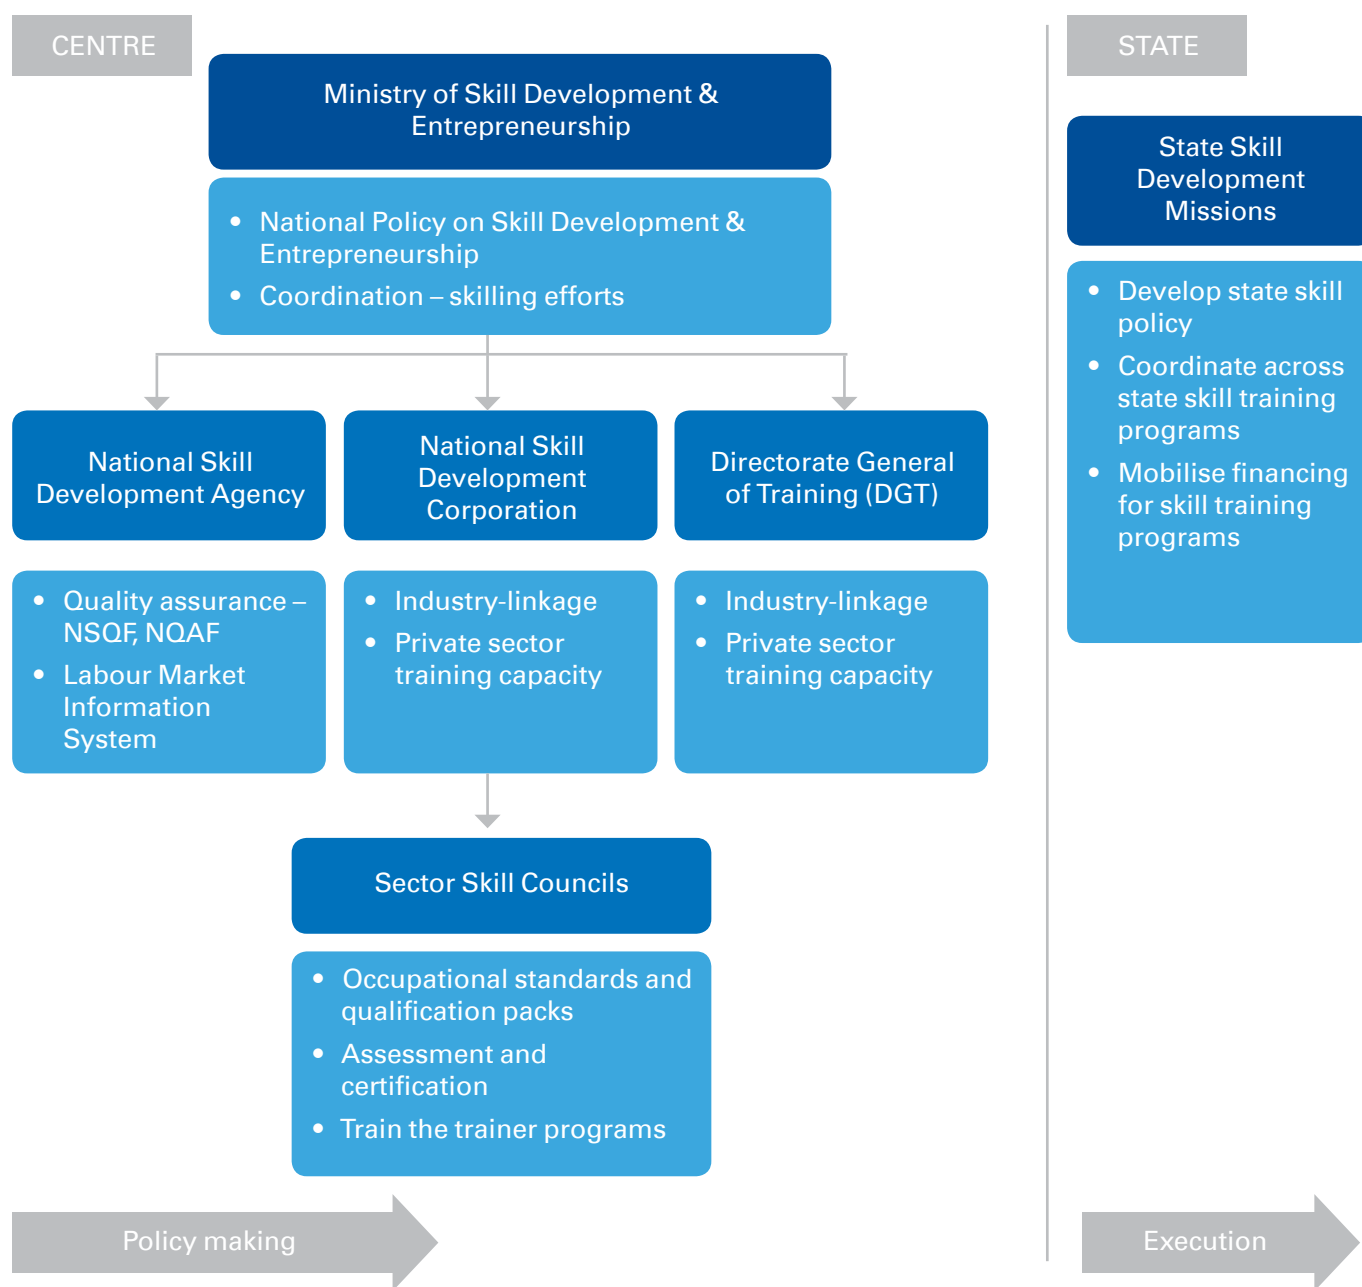 CENTRE
Ministry of Skill Development &
Entrepreneurship
• National Policy on Skill Development &
Entrepreneurship
• Coordination – skilling efforts
National Skill
Development Agency
• Quality assurance –
NSQF, NQAF
• Labour Market
Information
System
National Skill
Development
Corporation
• Industry-linkage
• Private sector
training capacity
Directorate General
of Training (DGT)
• Industry-linkage
• Private sector
training capacity
Sector Skill Councils
• Occupational standards and
qualification packs
• Assessment and
certification
• Train the trainer programs
Policy making
STATE
State Skill
Development
Missions
• Develop state skill
policy
• Coordinate across
state skill training
programs
• Mobilise financing
for skill training
programs
Execution